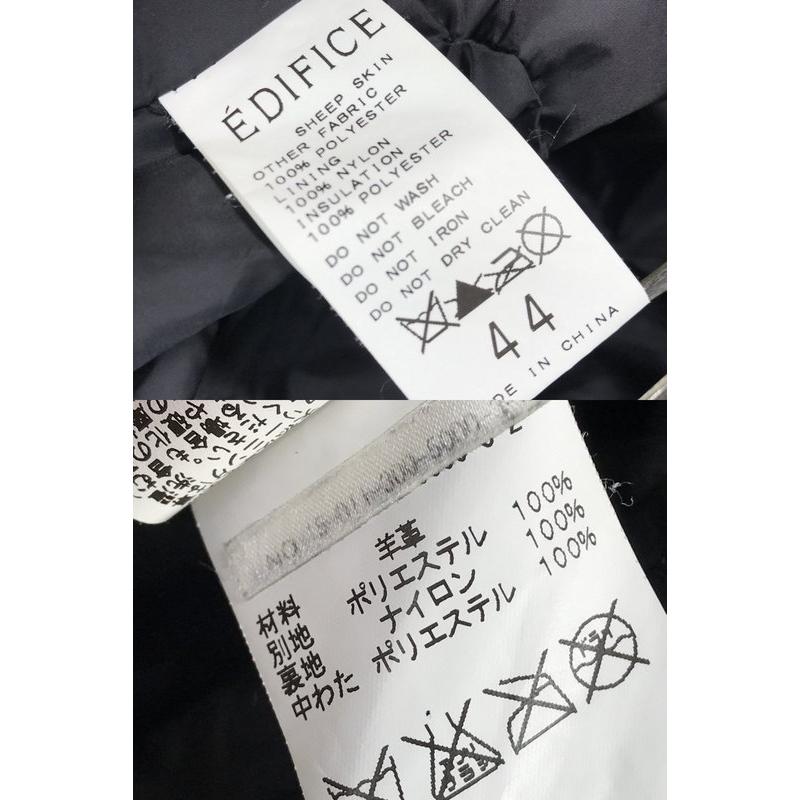 ÉDIFICE
SHEEP SKIN
OTHER FABRIC
100% POLYESTER
LINING
100% NYLON
INSULATION
100% POLYESTER
DO NOT WASH
DO NOT BLEACH
DO NOT IRON
DO NOT DRY CLEAN
44
DE IN CHINA
材料 羊革
別地 ポリエステル 100%
裏地 ナイロン 100%
中わた ポリエステル 100%